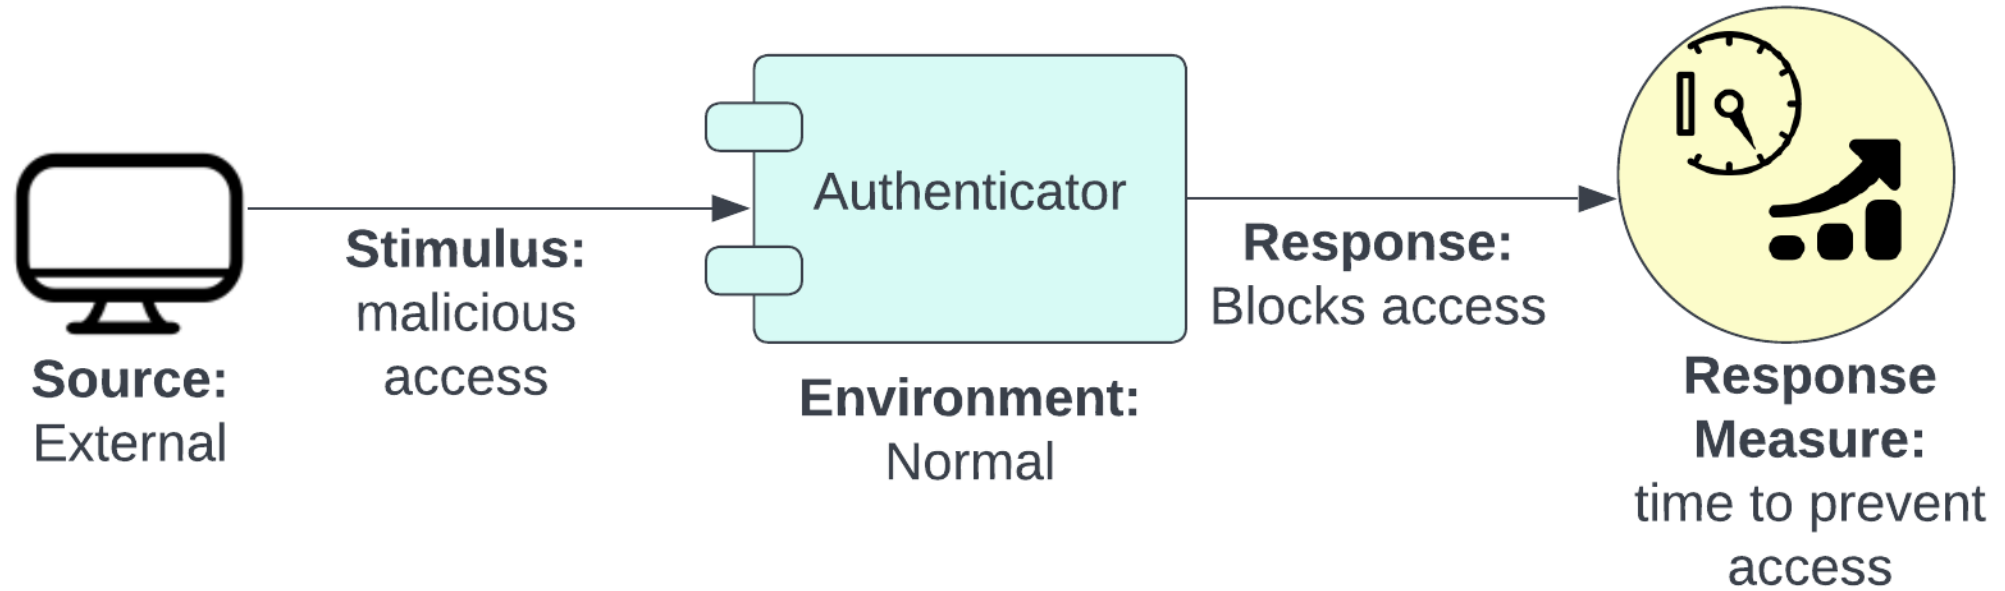 Source:
External
Stimulus:
malicious
access
Authenticator
Environment:
Normal
Response:
Blocks access
Response
Measure:
time to prevent
access